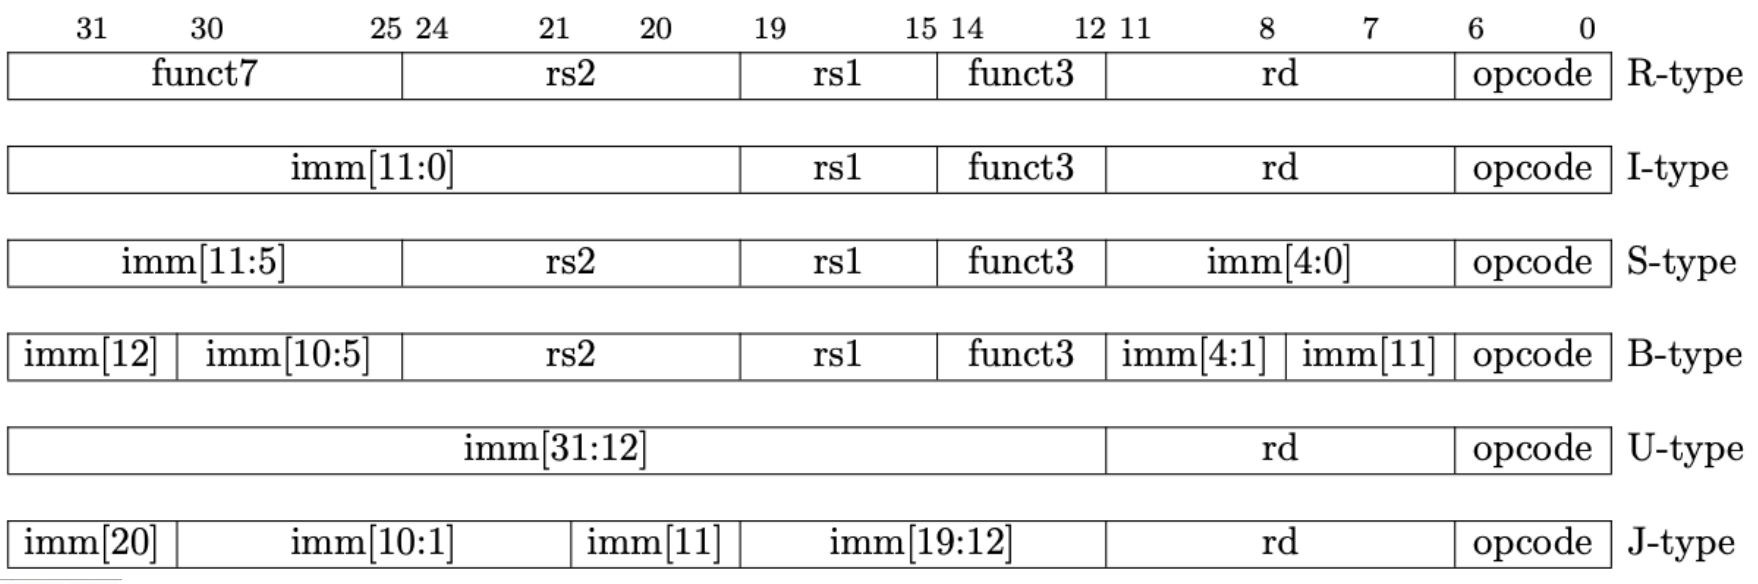 31 30 25 24 21 20 19 15 14 12 11 8 7 6 0
funct7 rs2 rs1 funct3 rd opcode R-type
imm[11:0] rs1 funct3 rd opcode I-type
imm[11:5] rs2 rs1 funct3 imm[4:0] opcode S-type
imm[12] imm[10:5] rs2 rs1 funct3 imm[4:1] imm[11] opcode B-type
imm[31:12] rd opcode U-type
imm[20] imm[10:1] imm[11] imm[19:12] rd opcode J-type